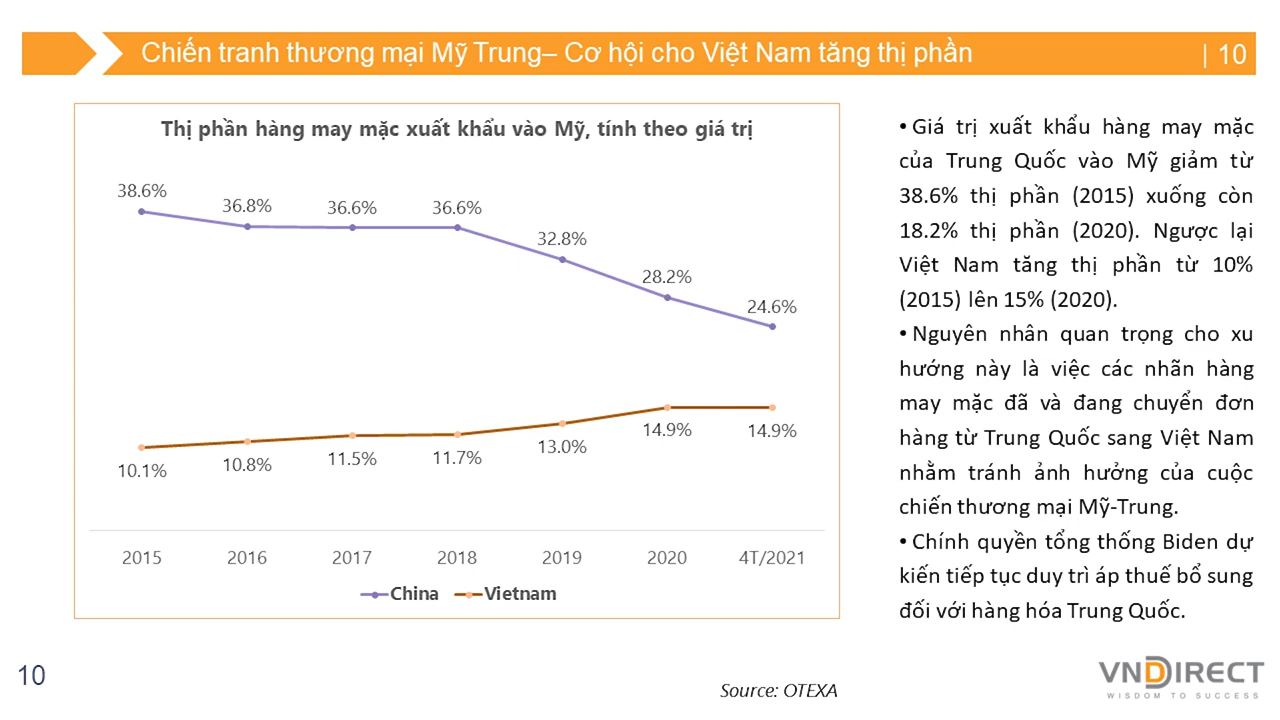 Chiến tranh thương mại Mỹ Trung– Cơ hội cho Việt Nam tăng thị phần
| 10
Thị phần hàng may mặc xuất khẩu vào Mỹ, tính theo giá trị
38.6%
36.8%
36.6%
36.6%
32.8%
28.2%
24.6%
10.1%
10.8%
11.5%
11.7%
13.0%
14.9%
14.9%
2015 2016 2017 2018 2019 2020 4T/2021
China Vietnam
• Giá trị xuất khẩu hàng may mặc
của Trung Quốc vào Mỹ giảm từ
38.6% thị phần (2015) xuống còn
18.2% thị phần (2020). Ngược lại
Việt Nam tăng thị phần từ 10%
(2015) lên 15% (2020).
• Nguyên nhân quan trọng cho xu
hướng này là việc các nhãn hàng
may mặc đã và đang chuyển đơn
hàng từ Trung Quốc sang Việt Nam
nhằm tránh ảnh hưởng của cuộc
chiến thương mại Mỹ-Trung.
• Chính quyền tổng thống Biden dự
kiến tiếp tục duy trì áp thuế bổ sung
đối với hàng hóa Trung Quốc.
10
Source: OTEXA
VNDIRECT
WISDOM TO SUCCESS